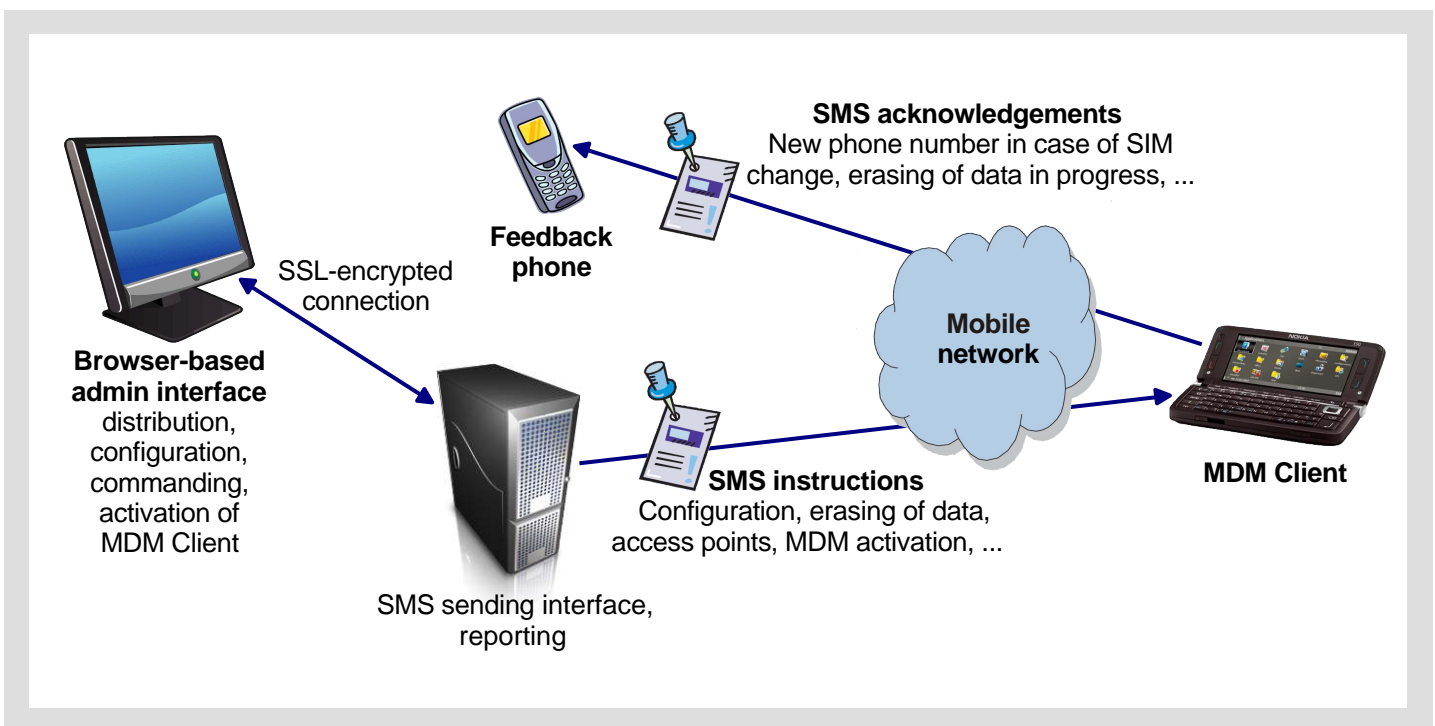 SMS acknowledgements
New phone number in case of SIM
change, erasing of data in progress, ...
Feedback
phone
SSL-encrypted
connection
Browser-based
admin interface
distribution,
configuration,
commanding,
activation of
MDM Client
Mobile
network
NOKIA
MDM Client
SMS instructions
Configuration, erasing of data,
access points, MDM activation, ...
SMS sending interface,
reporting